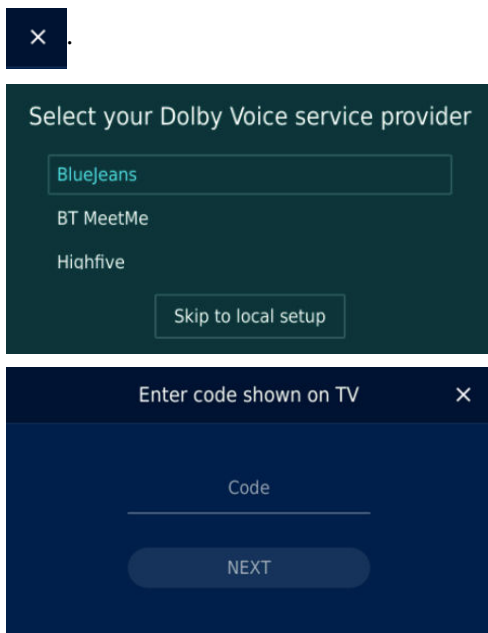 ×.
Select your Dolby Voice service provider
BlueJeans
BT MeetMe
Highfive
Skip to local setup
Enter code shown on TV ×
Code
NEXT